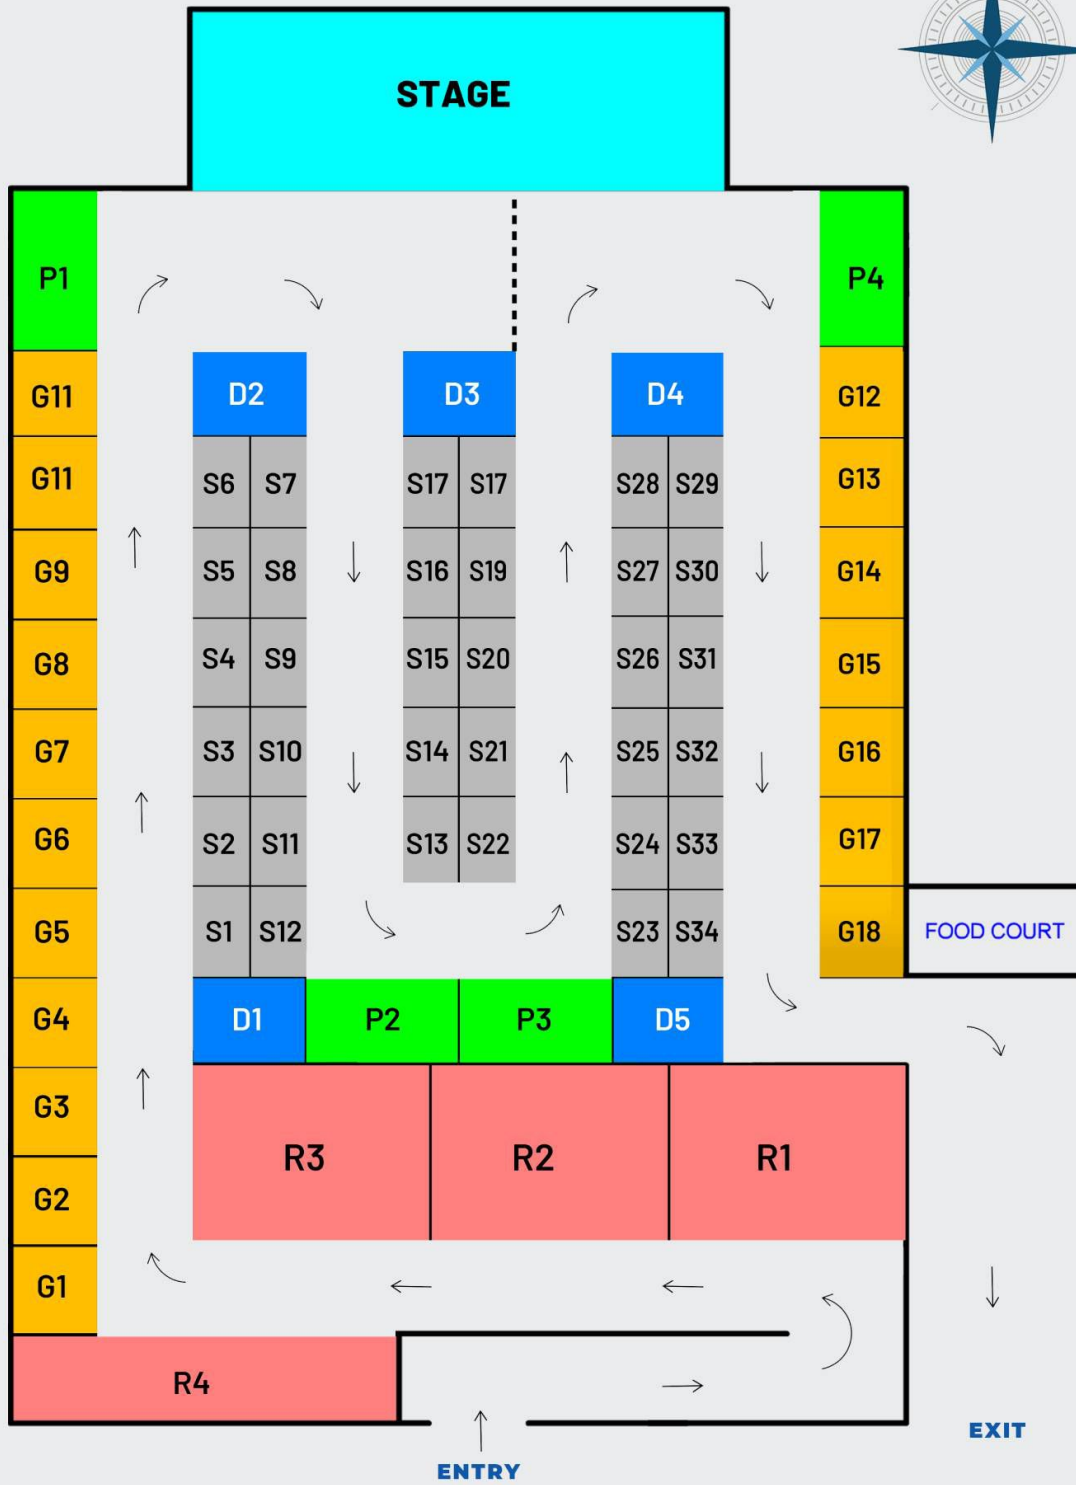 STAGE
P1
P4
G11 D2 D3 D4 G12
G11 S6 S7 S17 S17 S28 S29 G13
G9 S5 S8 S16 S19 S27 S30 G14
G8 S4 S9 S15 S20 S26 S31 G15
G7 S3 S10 S14 S21 S25 S32 G16
G6 S2 S11 S13 S22 S24 S33 G17
G5 S1 S12 S23 S34 G18 FOOD COURT
G4 D1 P2 P3 D5
G3
R3 R2 R1
G2
G1
R4
EXIT
ENTRY